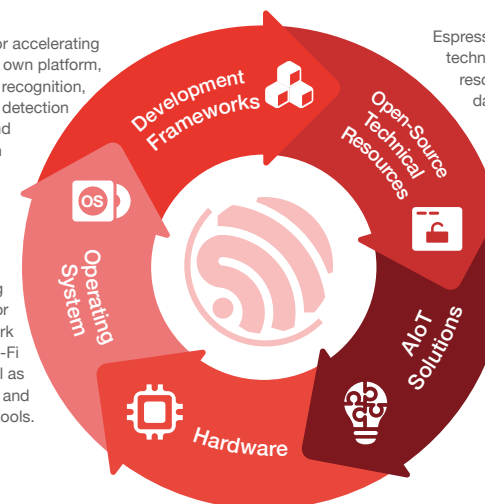 or accelerating
own platform,
recognition,
detection
Espress
techn
reso
da
Development
Frameworks
Open-Source
Technical
Resources
OS
Operating
System
AIoT
Solutions
Hardware
or
rk
-Fi
l as
and
ools.